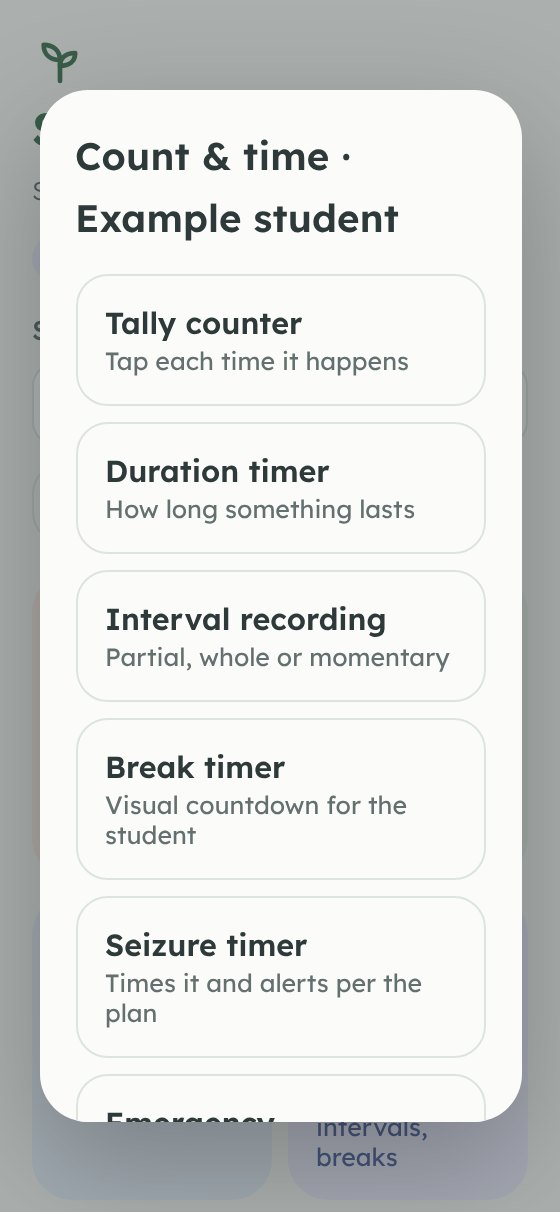 Count & time ·
Example student
Tally counter
Tap each time it happens
Duration timer
How long something lasts
Interval recording
Partial, whole or momentary
Break timer
Visual countdown for the
student
Seizure timer
Times it and alerts per the
plan
Emergency
intervals,
breaks